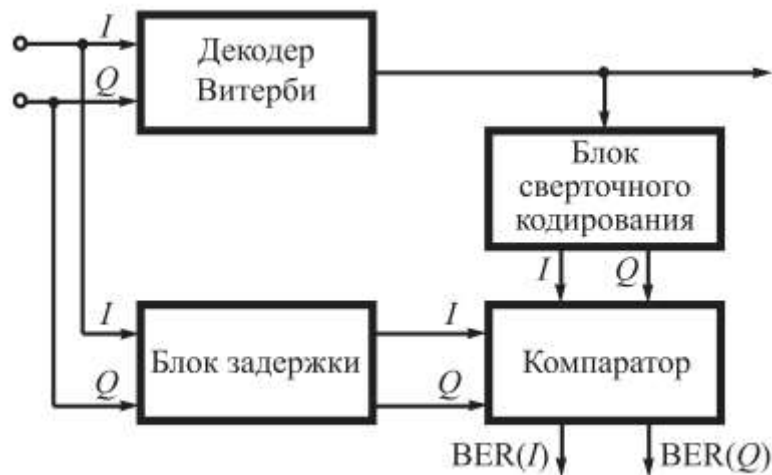 I
Q
Декодер
Витерби
Блок
сверточного
кодирования
I
Q
I
Q
Блок задержки
I
Q
Компаратор
BER(I)
BER(Q)